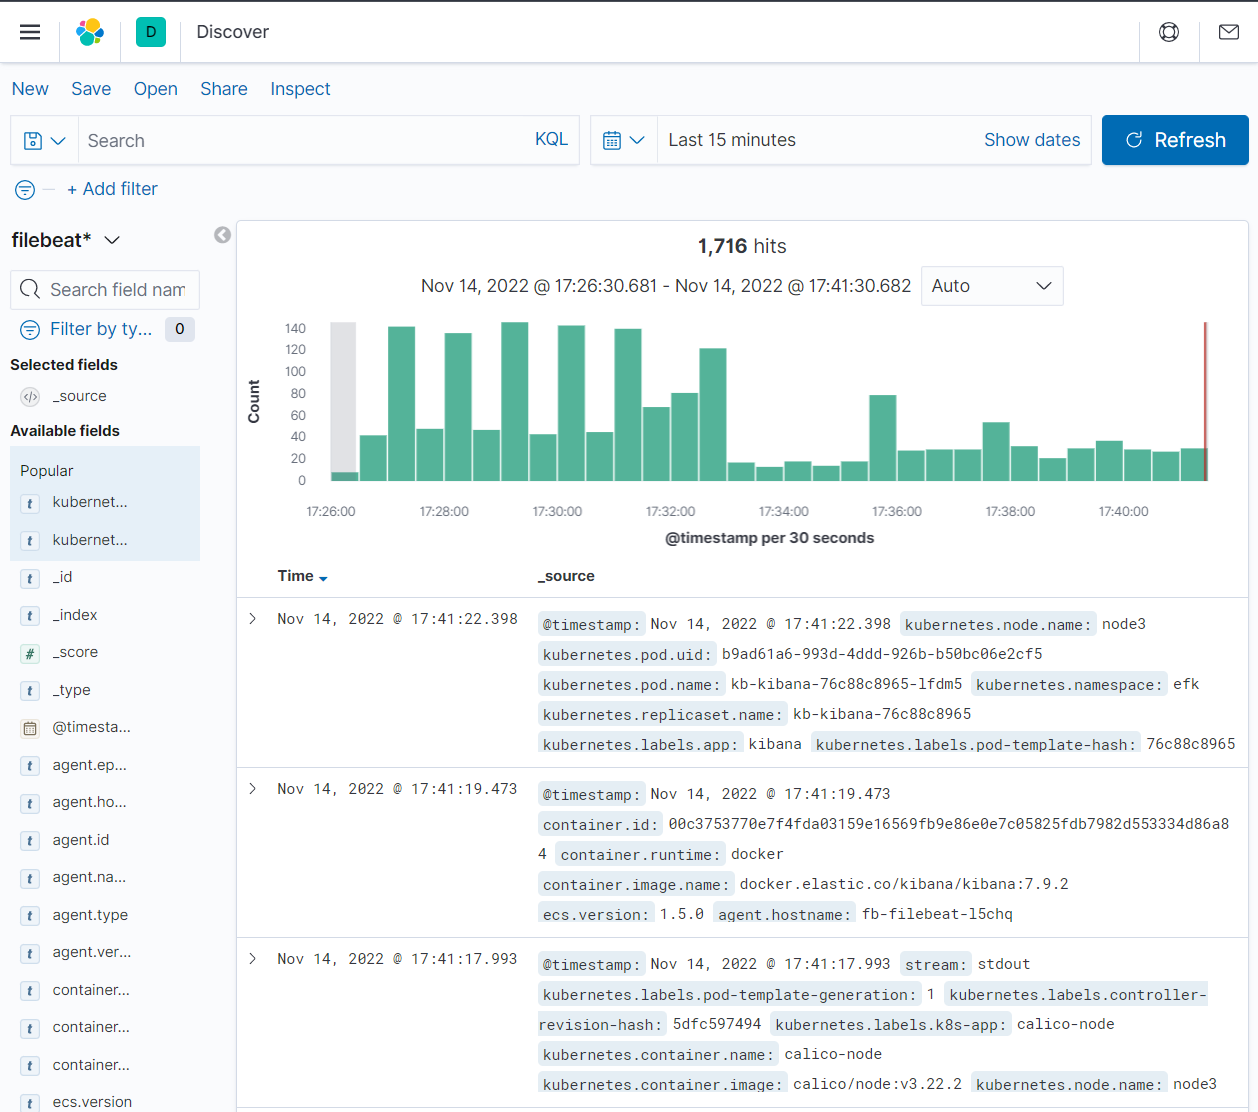 D
Discover
New Save Open Share Inspect
Search KQL
Last 15 minutes Show dates
Refresh
+ Add filter
filebeat*
Search field nam
Filter by ty... 0
Selected fields
</> _source
Available fields
Popular
t kubernet...
t kubernet...
t _id
t _index
# _score
t _type
@timesta...
t agent.ep...
t agent.ho...
t agent.id
t agent.na...
t agent.type
t agent.ver...
t container...
t container...
t container...
t ecs.version
1,716 hits
Nov 14, 2022 @ 17:26:30.681 - Nov 14, 2022 @ 17:41:30.682 Auto
Count
140
120
100
80
60
40
20
0
17:26:00 17:28:00 17:30:00 17:32:00 17:34:00 17:36:00 17:38:00 17:40:00
@timestamp per 30 seconds
Time _source
Nov 14, 2022 @ 17:41:22.398
@timestamp: Nov 14, 2022 @ 17:41:22.398 kubernetes.node.name: node3
kubernetes.pod.uid: b9ad61a6-993d-4ddd-926b-b50bc06e2cf5
kubernetes.pod.name: kb-kibana-76c88c8965-lfdm5 kubernetes.namespace: efk
kubernetes.replicaset.name: kb-kibana-76c88c8965
kubernetes.labels.app: kibana kubernetes.labels.pod-template-hash: 76c88c8965
Nov 14, 2022 @ 17:41:19.473
@timestamp: Nov 14, 2022 @ 17:41:19.473
container.id: 00c3753770e7f4fda03159e16569fb9e86e0e7c05825fdb7982d553334d86a8
4 container.runtime: docker
container.image.name: docker.elastic.co/kibana/kibana:7.9.2
ecs.version: 1.5.0 agent.hostname: fb-filebeat-l5chq
Nov 14, 2022 @ 17:41:17.993
@timestamp: Nov 14, 2022 @ 17:41:17.993 stream: stdout
kubernetes.labels.pod-template-generation: 1 kubernetes.labels.controller-
revision-hash: 5dfc597494 kubernetes.labels.k8s-app: calico-node
kubernetes.container.name: calico-node
kubernetes.container.image: calico/node:v3.22.2 kubernetes.node.name: node3